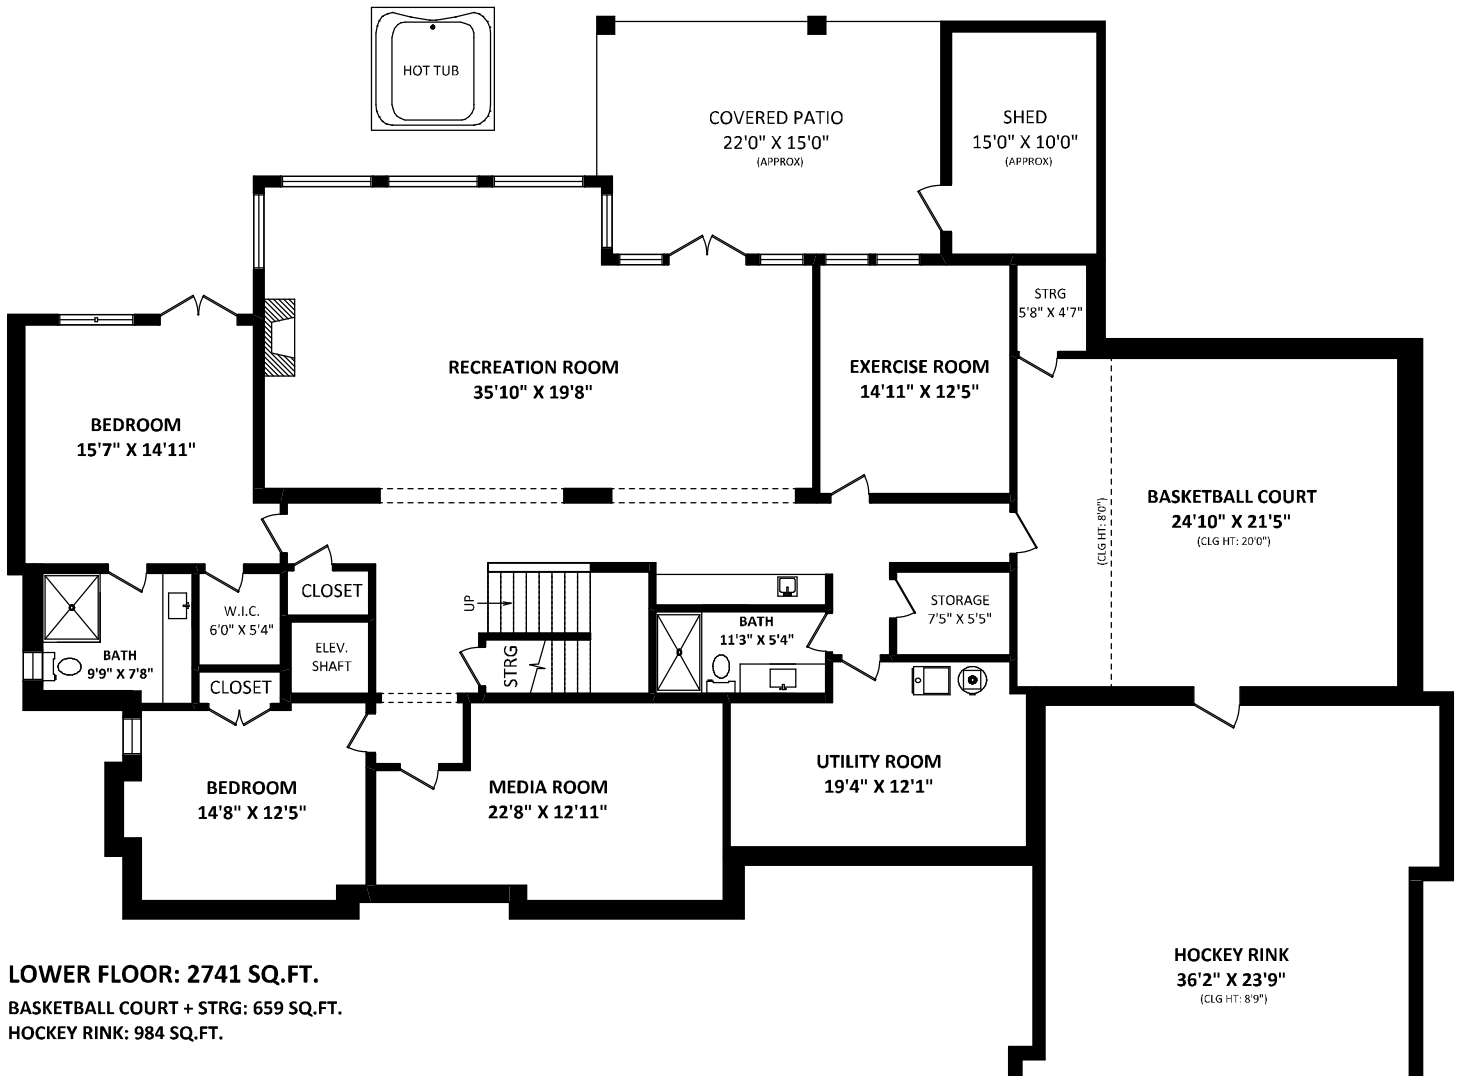 HOT TUB
COVERED PATIO
22'0" X 15'0"
(APPROX)
SHED
15'0" X 10'0"
(APPROX)
STRG
5'8" X 4'7"
RECREATION ROOM
35'10" X 19'8"
EXERCISE ROOM
14'11" X 12'5"
BEDROOM
15'7" X 14'11"
BASKETBALL COURT
24'10" X 21'5"
(CLG HT: 20'0")
(CLG HT: 8'0")
CLOSET
W.I.C.
6'0" X 5'4"
UP
STORAGE
7'5" X 5'5"
BATH
11'3" X 5'4"
BATH
9'9" X 7'8"
ELEV.
SHAFT
STRG
CLOSET
UTILITY ROOM
19'4" X 12'1"
BEDROOM
14'8" X 12'5"
MEDIA ROOM
22'8" X 12'11"
HOCKEY RINK
36'2" X 23'9"
(CLG HT: 8'9")
LOWER FLOOR: 2741 SQ.FT.
BASKETBALL COURT + STRG: 659 SQ.FT.
HOCKEY RINK: 984 SQ.FT.